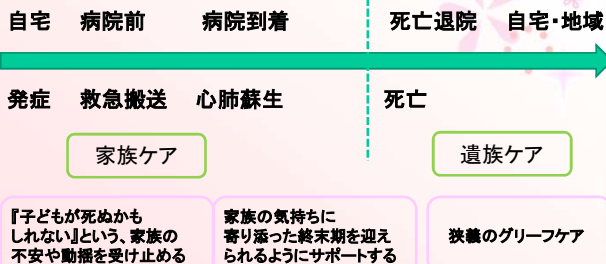 自宅 病院前 病院到着 死亡退院 自宅・地域
発症 救急搬送 心肺蘇生 死亡
家族ケア 遺族ケア
『子どもが死ぬかも
しれない』という、家族の
不安や動揺を受け止める
家族の気持ちに
寄り添った終末期を迎え
られるようにサポートする
狭義のグリーフケア